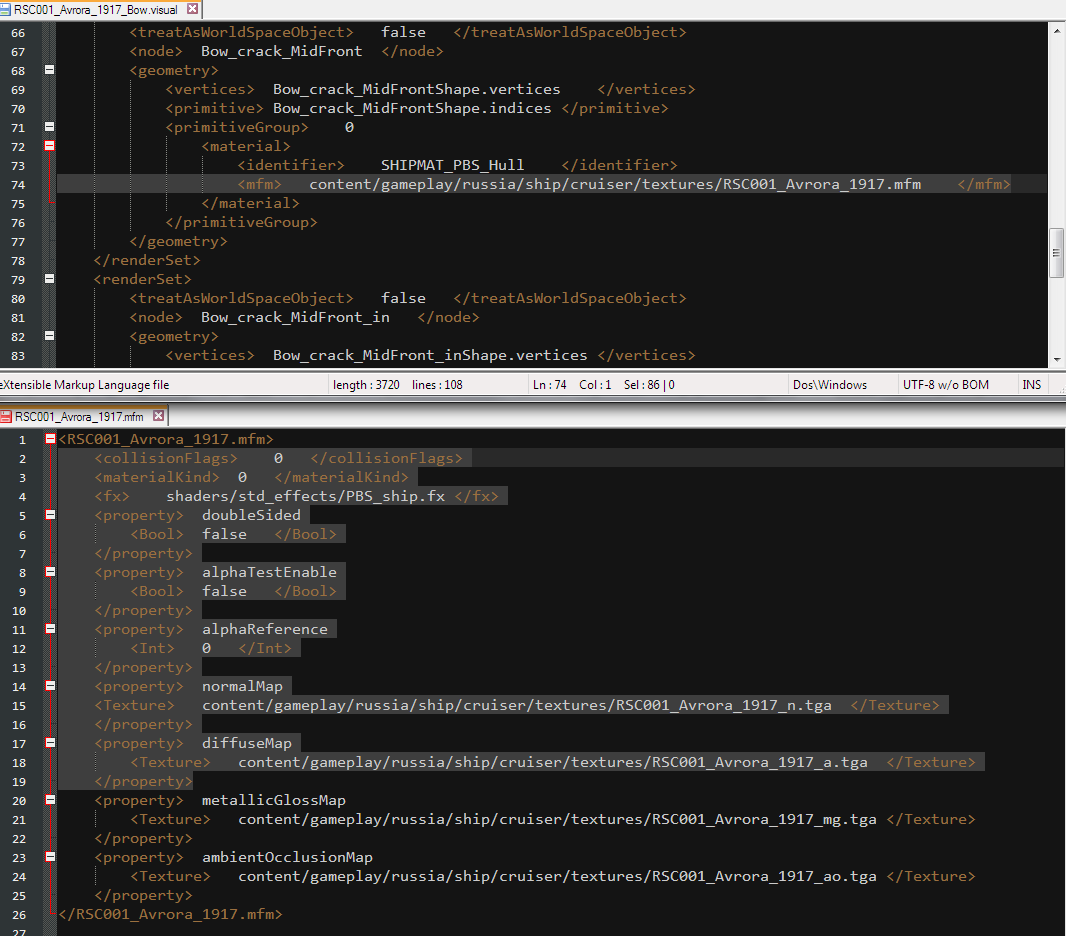 RSC001_Avrora_1917_Bow.visual
66 <treatAsWorldSpaceObject> false </treatAsWorldSpaceObject>
67 <node> Bow_crack_MidFront </node>
68 <geometry>
69 <vertices> Bow_crack_MidFrontShape.vertices </vertices>
70 <primitive> Bow_crack_MidFrontShape.indices </primitive>
71 <primitiveGroup> 0
72 <material>
73 <identifier> SHIPMAT_PBS_Hull </identifier>
74 <mfm> content/gameplay/russia/ship/cruiser/textures/RSC001_Avrora_1917.mfm </mfm>
75 </material>
76 </primitiveGroup>
77 </geometry>
78 </renderSet>
79 <renderSet>
80 <treatAsWorldSpaceObject> false </treatAsWorldSpaceObject>
81 <node> Bow_crack_MidFront_in </node>
82 <geometry>
83 <vertices> Bow_crack_MidFront_inShape.vertices </vertices>
eXtensible Markup Language file length : 3720 lines : 108 Ln : 74 Col : 1 Sel : 86 | 0 Dos\Windows UTF-8 w/o BOM INS
RSC001_Avrora_1917.mfm
1 <RSC001_Avrora_1917.mfm>
2 <collisionFlags> 0 </collisionFlags>
3 <materialKind> 0 </materialKind>
4 <fx> shaders/std_effects/PBS_ship.fx </fx>
5 <property> doubleSided
6 <Bool> false </Bool>
7 </property>
8 <property> alphaTestEnable
9 <Bool> false </Bool>
10 </property>
11 <property> alphaReference
12 <Int> 0 </Int>
13 </property>
14 <property> normalMap
15 <Texture> content/gameplay/russia/ship/cruiser/textures/RSC001_Avrora_1917_n.tga </Texture>
16 </property>
17 <property> diffuseMap
18 <Texture> content/gameplay/russia/ship/cruiser/textures/RSC001_Avrora_1917_a.tga </Texture>
19 </property>
20 <property> metallicGlossMap
21 <Texture> content/gameplay/russia/ship/cruiser/textures/RSC001_Avrora_1917_mg.tga </Texture>
22 </property>
23 <property> ambientOcclusionMap
24 <Texture> content/gameplay/russia/ship/cruiser/textures/RSC001_Avrora_1917_ao.tga </Texture>
25 </property>
26 </RSC001_Avrora_1917.mfm>
27